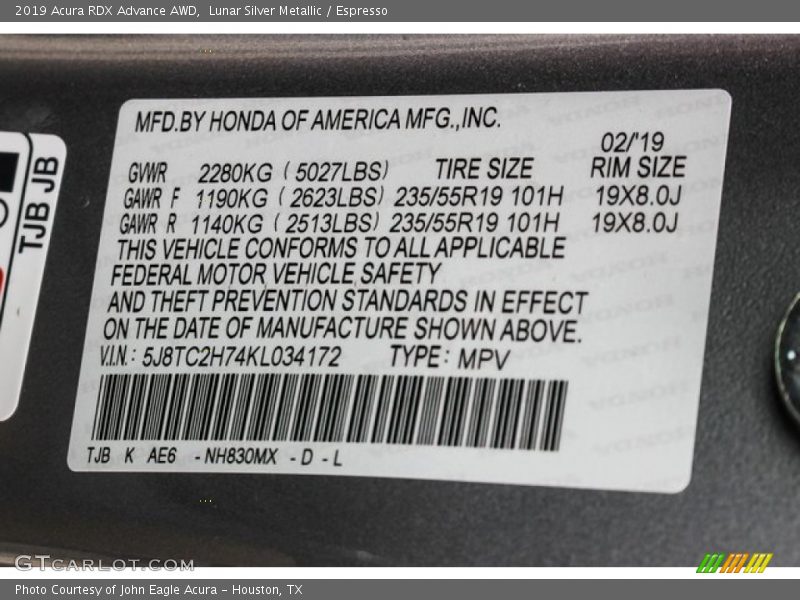 2019 Acura RDX Advance AWD, Lunar Silver Metallic / Espresso
MFD.BY HONDA OF AMERICA MFG.,INC.
02/'19
GVWR 2280KG (5027LBS) TIRE SIZE RIM SIZE
GAWR F 1190KG (2623LBS) 235/55R19 101H 19X8.0J
GAWR R 1140KG (2513LBS) 235/55R19 101H 19X8.0J
THIS VEHICLE CONFORMS TO ALL APPLICABLE
FEDERAL MOTOR VEHICLE SAFETY
AND THEFT PREVENTION STANDARDS IN EFFECT
ON THE DATE OF MANUFACTURE SHOWN ABOVE.
V.I.N.: 5J8TC2H74KL034172 TYPE: MPV
TJB K AE6 -NH830MX -D -L
TJB JB
GTCARLOT.COM
Photo Courtesy of John Eagle Acura - Houston, TX